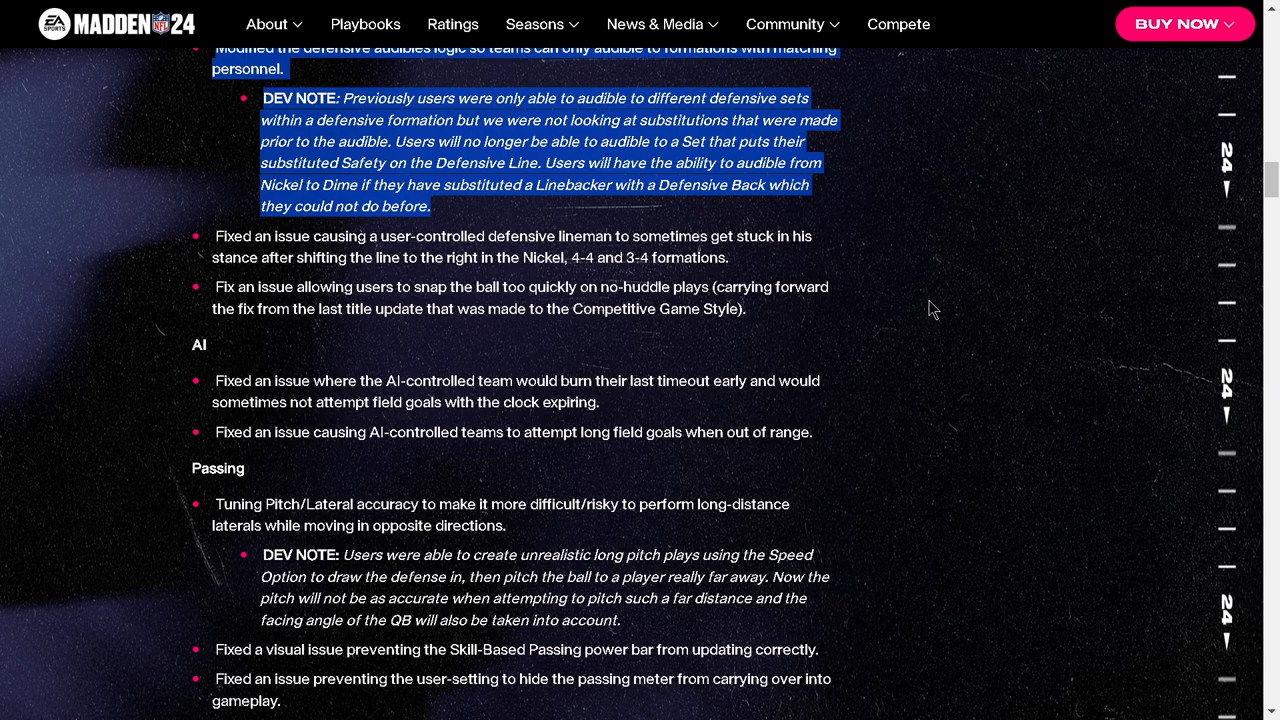 EA SPORTS MADDEN NFL 24
About Playbooks Ratings Seasons News & Media Community Compete BUY NOW
Modified the defensive audibles logic so teams can only audible to formations with matching
personnel.
DEV NOTE: Previously users were only able to audible to different defensive sets
within a defensive formation but we were not looking at substitutions that were made
prior to the audible. Users will no longer be able to audible to a Set that puts their
substituted Safety on the Defensive Line. Users will have the ability to audible from
Nickel to Dime if they have substituted a Linebacker with a Defensive Back which
they could not do before.
Fixed an issue causing a user-controlled defensive lineman to sometimes get stuck in his
stance after shifting the line to the right in the Nickel, 4-4 and 3-4 formations.
Fix an issue allowing users to snap the ball too quickly on no-huddle plays (carrying forward
the fix from the last title update that was made to the Competitive Game Style).
AI
Fixed an issue where the AI-controlled team would burn their last timeout early and would
sometimes not attempt field goals with the clock expiring.
Fixed an issue causing AI-controlled teams to attempt long field goals when out of range.
Passing
Tuning Pitch/Lateral accuracy to make it more difficult/risky to perform long-distance
laterals while moving in opposite directions.
DEV NOTE: Users were able to create unrealistic long pitch plays using the Speed
Option to draw the defense in, then pitch the ball to a player really far away. Now the
pitch will not be as accurate when attempting to pitch such a far distance and the
facing angle of the QB will also be taken into account.
Fixed a visual issue preventing the Skill-Based Passing power bar from updating correctly.
Fixed an issue preventing the user-setting to hide the passing meter from carrying over into
gameplay.
24
24
24